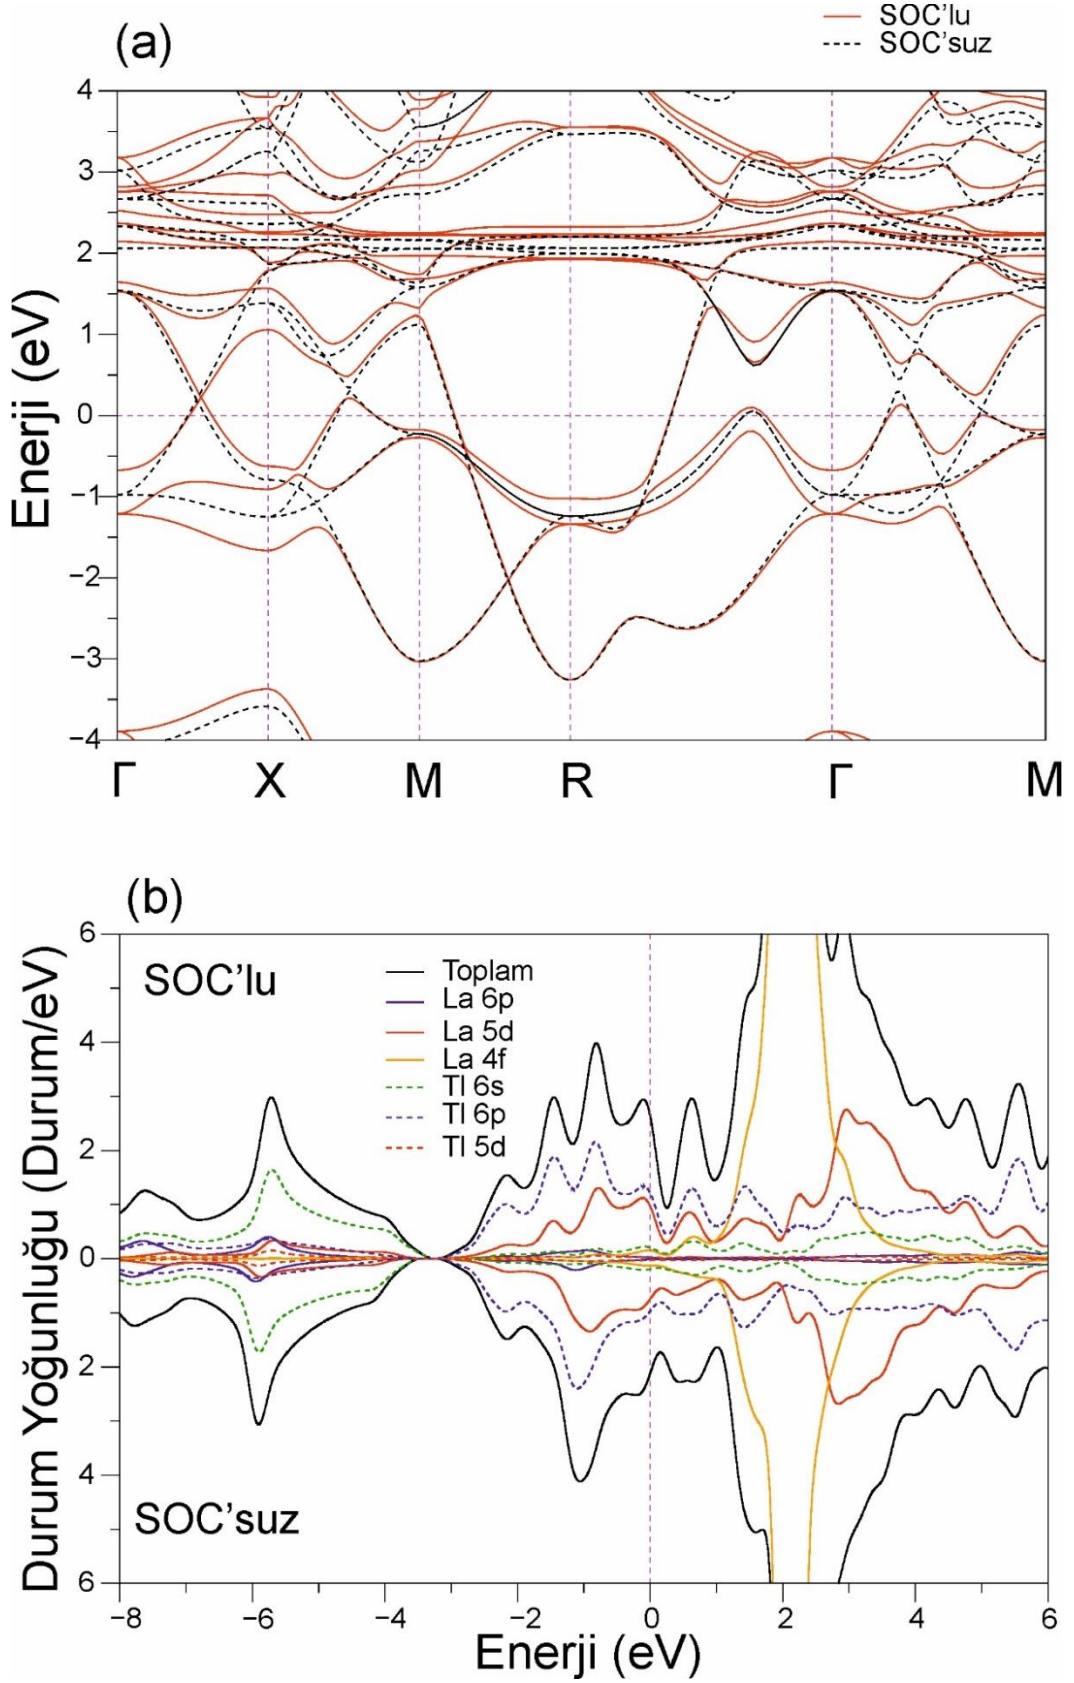 (a)
SOC'lu
SOC'suz
Enerji (eV)
4
3
2
1
0
−1
−2
−3
−4
Γ X M R Γ M
(b)
Durum Yoğunluğu (Durum/eV)
6
4
2
0
2
4
6
SOC'lu
Toplam
La 6p
La 5d
La 4f
Tl 6s
Tl 6p
Tl 5d
SOC'suz
−8 −6 −4 −2 0 2 4 6
Enerji (eV)